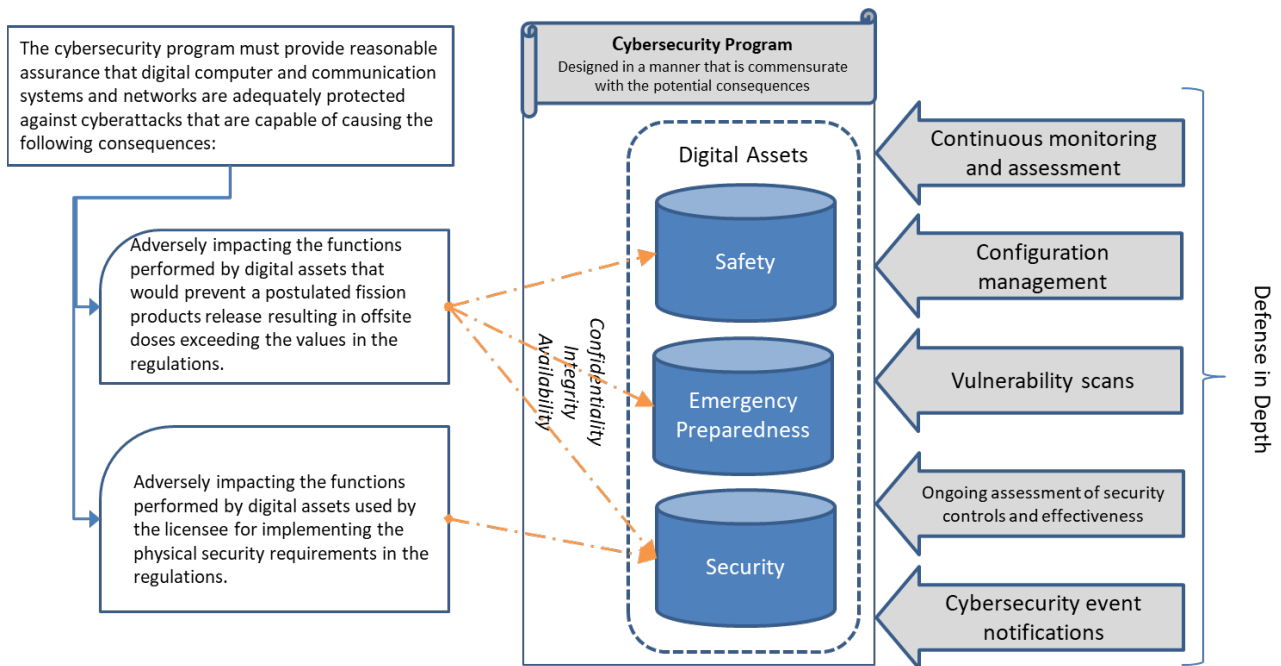 The cybersecurity program must provide reasonable
assurance that digital computer and communication
systems and networks are adequately protected
against cyberattacks that are capable of causing the
following consequences:
Adversely impacting the functions
performed by digital assets that
would prevent a postulated fission
products release resulting in offsite
doses exceeding the values in the
regulations.
Adversely impacting the functions
performed by digital assets used by
the licensee for implementing the
physical security requirements in the
regulations.
Cybersecurity Program
Designed in a manner that is commensurate
with the potential consequences
Digital Assets
Safety
Emergency
Preparedness
Security
Confidentiality
Integrity
Availability
Continuous monitoring
and assessment
Configuration
management
Vulnerability scans
Ongoing assessment of security
controls and effectiveness
Cybersecurity event
notifications
Defense in Depth